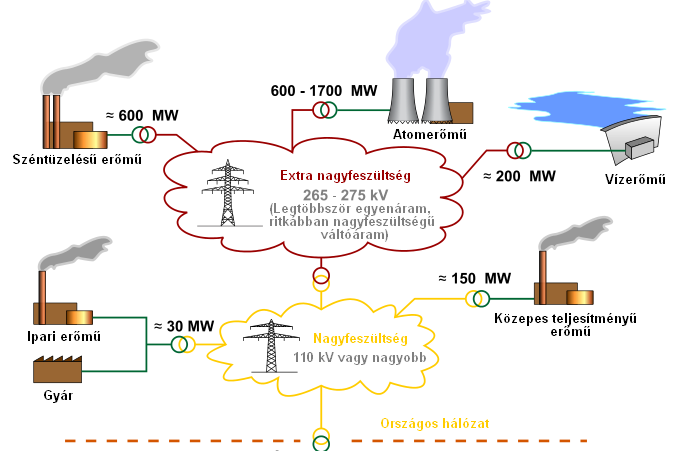 600 - 1700 MW
≈ 600 MW
Atomerőmű
Széntüzelésű erőmű
Extra nagyfeszültség
265 - 275 kV
(Legtöbbször egyenáram,
ritkábban nagyfeszültségű
váltóáram)
≈ 200 MW
Vízerőmű
≈ 150 MW
Közepes teljesítményű
erőmű
≈ 30 MW
Ipari erőmű
Nagyfeszültség
110 kV vagy nagyobb
Gyár
Országos hálózat